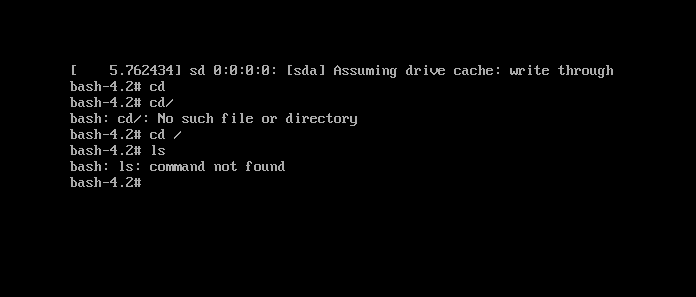 [    5.762434] sd 0:0:0:0: [sda] Assuming drive cache: write through
bash-4.2# cd
bash-4.2# cd/
bash: cd/: No such file or directory
bash-4.2# cd /
bash-4.2# ls
bash: ls: command not found
bash-4.2#